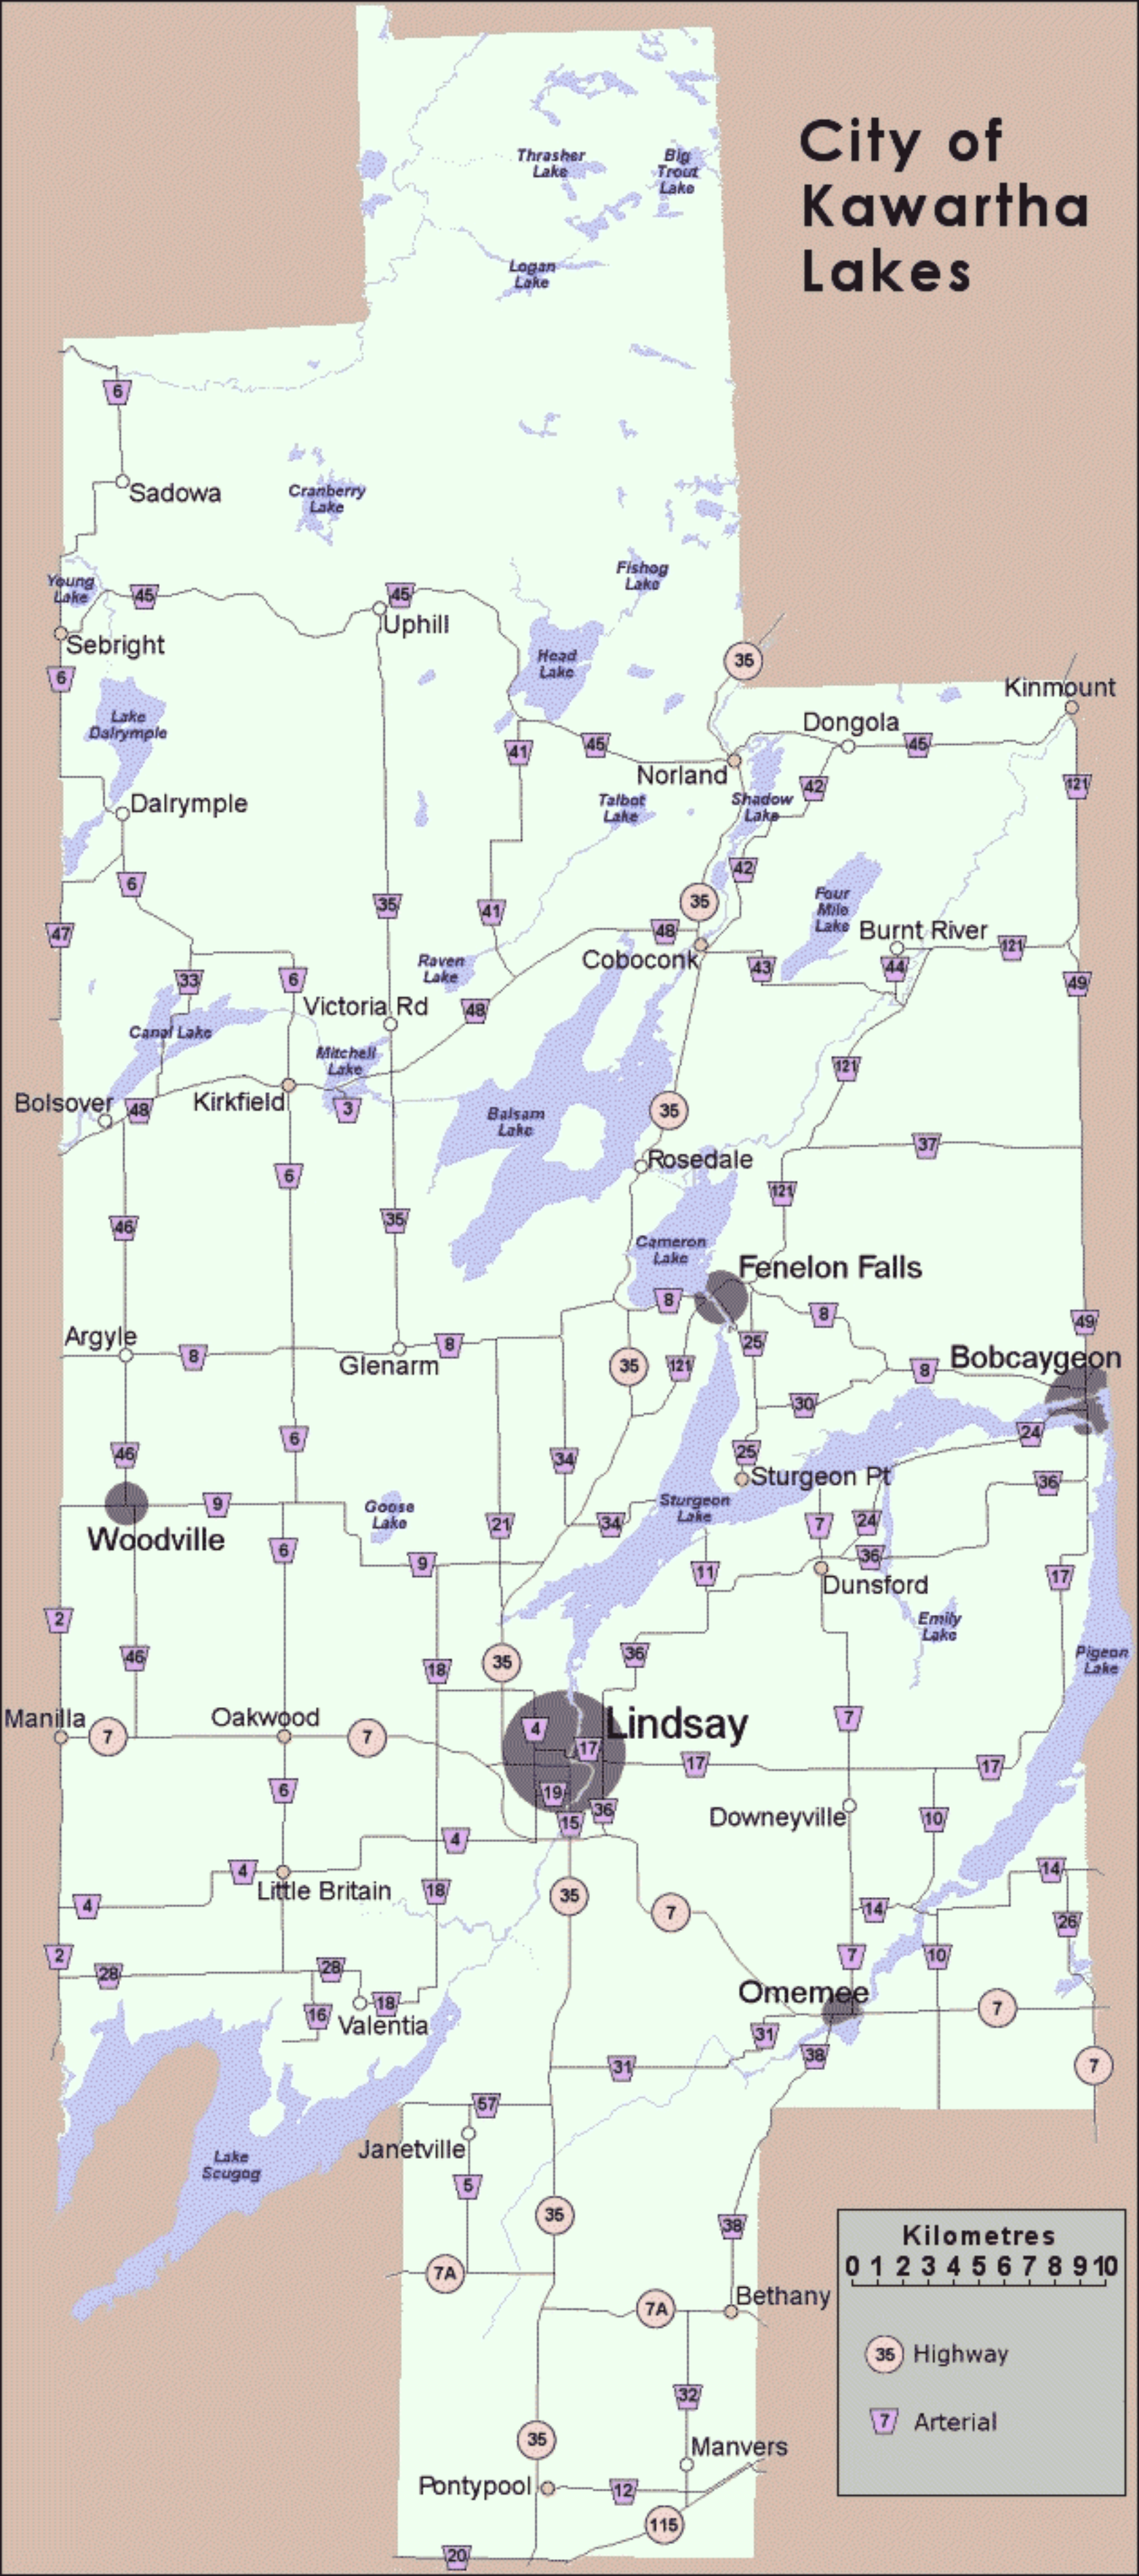 City of
Kawartha
Lakes
Thrasher
Lake
Big
Trout
Lake
Logan
Lake
6
Sadowa
Cranberry
Lake
Young
Lake
45
45
Fishog
Lake
Uphill
Sebright
6
Head
Lake
35
Kinmount
Lake
Dalrymple
Dongola
41
45
45
Norland
42
121
Dalrymple
Talbot
Lake
Shadow
Lake
6
42
35
41
35
Four
Mile
Lake
47
48
Burnt River
Coboconk
121
33
6
Raven
Lake
43
44
49
Victoria Rd
48
Canal Lake
Mitchell
Lake
121
Bolsover
48
Kirkfield
3
Balsam
Lake
35
37
Rosedale
6
121
46
35
Cameron
Lake
Fenelon Falls
8
8
49
Argyle
8
8
Glenarm
25
35
121
8
Bobcaygeon
30
6
24
46
34
25
Sturgeon Pt
36
9
Woodville
Goose
Lake
Sturgeon
Lake
21
34
7
24
6
9
36
11
17
Dunsford
2
Emily
Lake
46
36
Pigeon
Lake
18
35
Manilla
7
Oakwood
7
Lindsay
4
17
7
17
17
6
19
36
15
Downeyville
10
4
4
Little Britain
18
14
4
35
7
14
26
2
28
28
7
10
16
18
Valentia
Omemee
7
31
38
31
7
57
Janetville
Lake
Scugog
5
35
38
7A
7A
Bethany
32
35
Manvers
Pontypool
12
115
20
Kilometres
0 1 2 3 4 5 6 7 8 9 10
35 Highway
7 Arterial